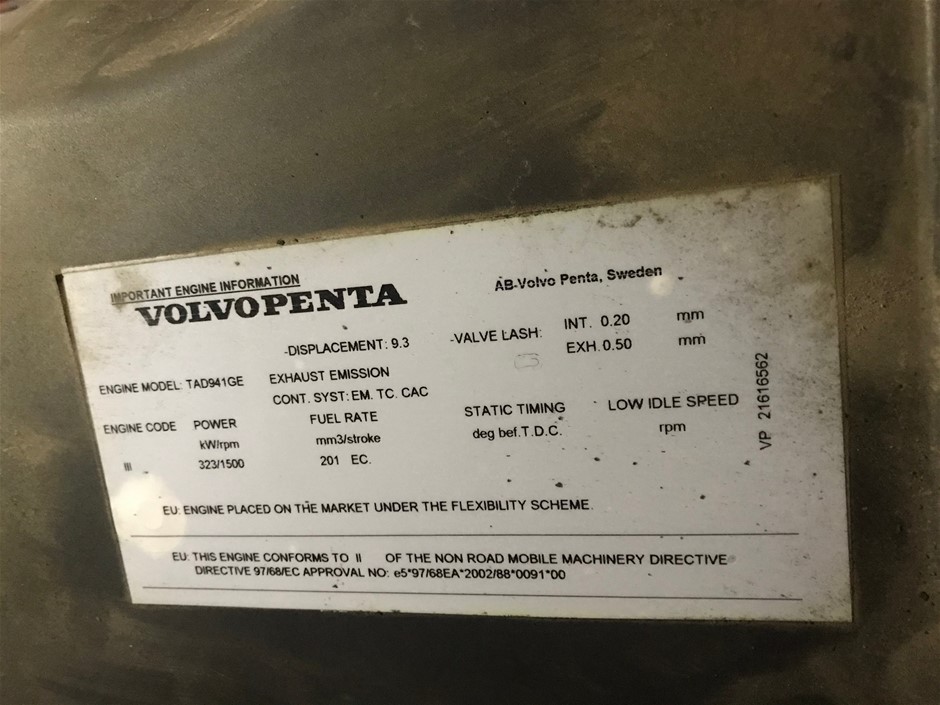 IMPORTANT ENGINE INFORMATION
VOLVO PENTA
AB-Volvo Penta, Sweden
-DISPLACEMENT: 9.3
-VALVE LASH:
INT. 0.20 mm
EXH. 0.50 mm
ENGINE MODEL: TAD941GE
EXHAUST EMISSION
CONT. SYST: EM. TC. CAC
ENGINE CODE
POWER
kW/rpm
III
323/1500
FUEL RATE
mm3/stroke
201 EC.
STATIC TIMING
deg bef.T.D.C.
LOW IDLE SPEED
rpm
VP 21616562
EU: ENGINE PLACED ON THE MARKET UNDER THE FLEXIBILITY SCHEME.
EU: THIS ENGINE CONFORMS TO II OF THE NON ROAD MOBILE MACHINERY DIRECTIVE
DIRECTIVE 97/68/EC APPROVAL NO: e5*97/68EA*2002/88*0091*00